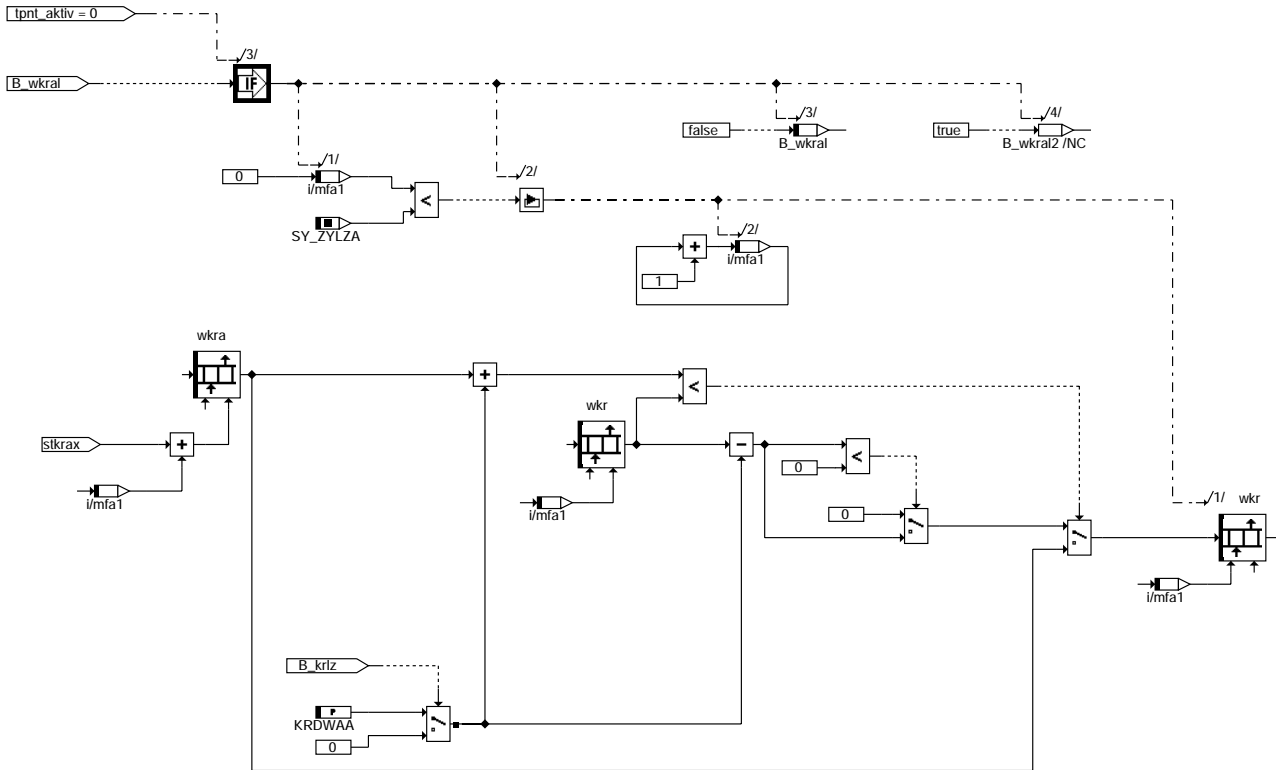 tpnt_aktiv = 0
/3/
B_wkral
IF
/3/
/4/
false
true
B_wkral
B_wkral2 /NC
/1/
/2/
0
i/mfa1
<
SY_ZYLZA
/2/
+
i/mfa1
1
wkra
+
<
wkr
stkrax
+
-
<
0
i/mfa1
i/mfa1
0
/1/
wkr
i/mfa1
B_krlz
P
KRDWAA
0